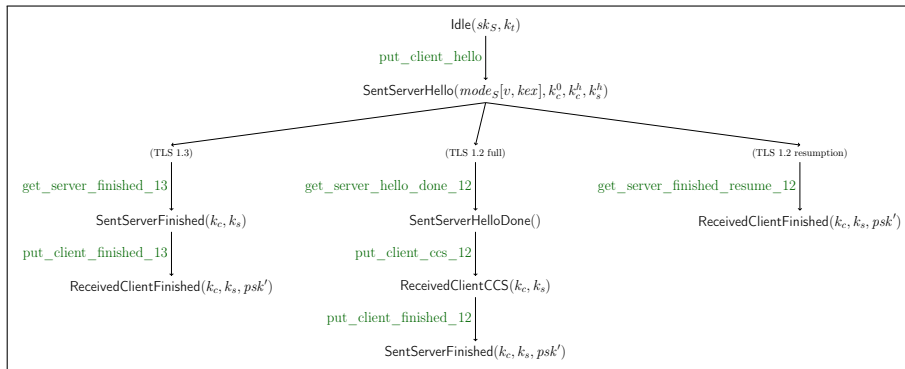 Idle(sk_S, k_t)
put_client_hello
SentServerHello(mode_S[v, kex], k_c^0, k_c^h, k_s^h)
(TLS 1.3) (TLS 1.2 full) (TLS 1.2 resumption)
get_server_finished_13 get_server_hello_done_12 get_server_finished_resume_12
SentServerFinished(k_c, k_s) SentServerHelloDone() ReceivedClientFinished(k_c, k_s, psk′)
put_client_finished_13 put_client_ccs_12
ReceivedClientFinished(k_c, k_s, psk′) ReceivedClientCCS(k_c, k_s)
put_client_finished_12
SentServerFinished(k_c, k_s, psk′)